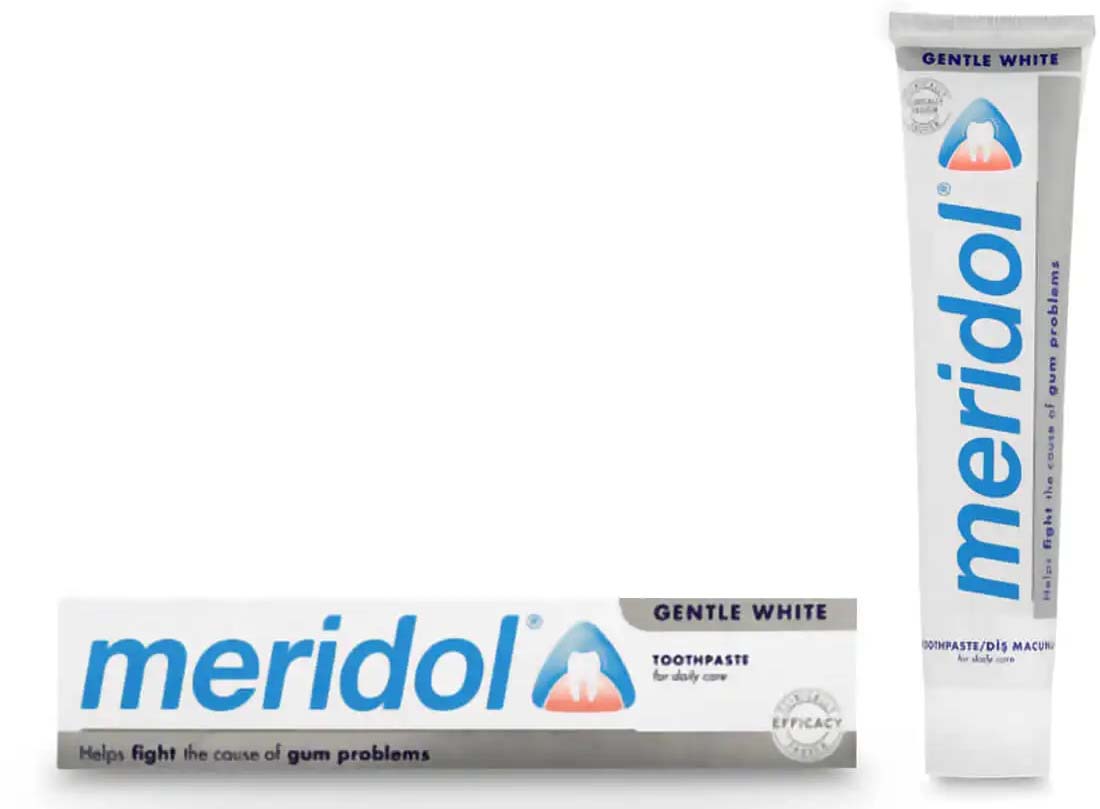 meridol®
GENTLE WHITE
TOOTHPASTE
for daily care
Helps fight the cause of gum problems
CLINICALLY
EFFICACY
GENTLE WHITE
meridol®
Helps fight the cause of gum problems
TOOTHPASTE/DİŞ MACUNU
for daily care